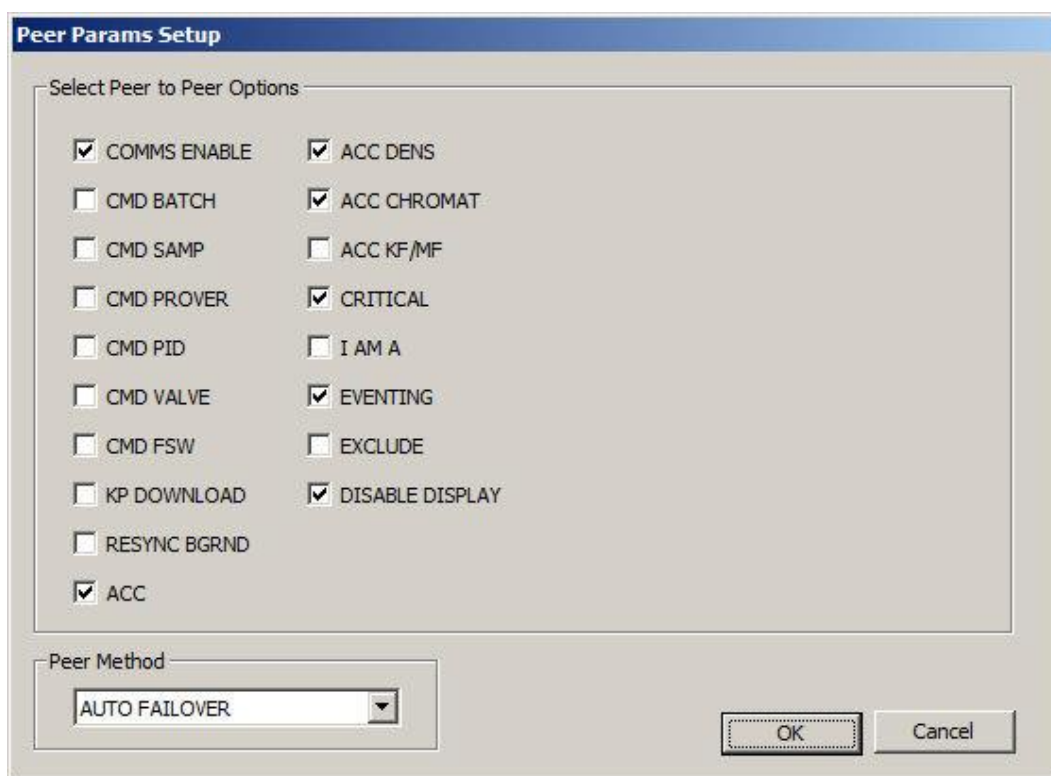 Peer Params Setup
Select Peer to Peer Options
COMMS ENABLE
CMD BATCH
CMD SAMP
CMD PROVER
CMD PID
CMD VALVE
CMD FSW
KP DOWNLOAD
RESYNC BGRND
ACC
ACC DENS
ACC CHROMAT
ACC KF/MF
CRITICAL
I AM A
EVENTING
EXCLUDE
DISABLE DISPLAY
Peer Method
AUTO FAILOVER
OK
Cancel